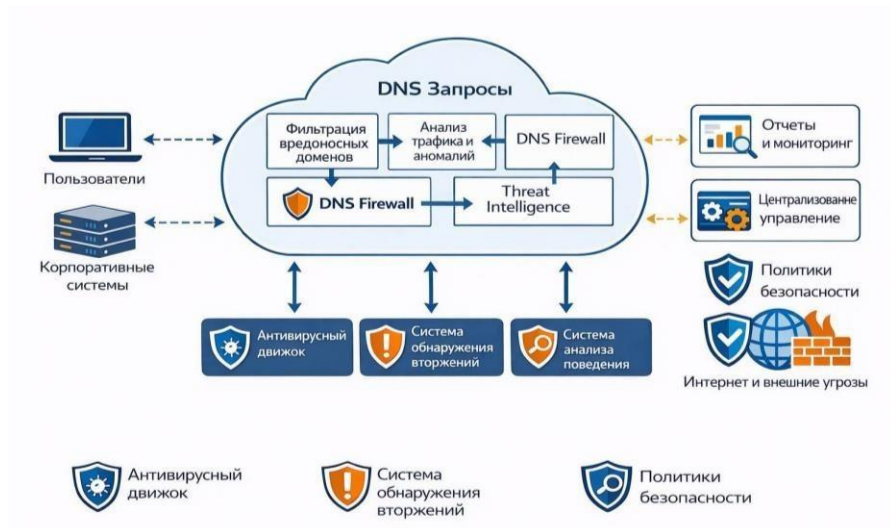 DNS Запросы
Фильтрация
вредоносных
доменов
Анализ
трафика и
аномалий
DNS Firewall
DNS Firewall
Threat
Intelligence
Пользователи
Корпоративные
системы
Отчеты
и мониторинг
Централизование
управление
Политики
безопасности
Интернет и внешние угрозы
Антивирусный
движок
Система
обнаружения
вторжений
Система
анализа
поведения
Антивирусный
движок
Система
обнаружения
вторжений
Политики
безопасности